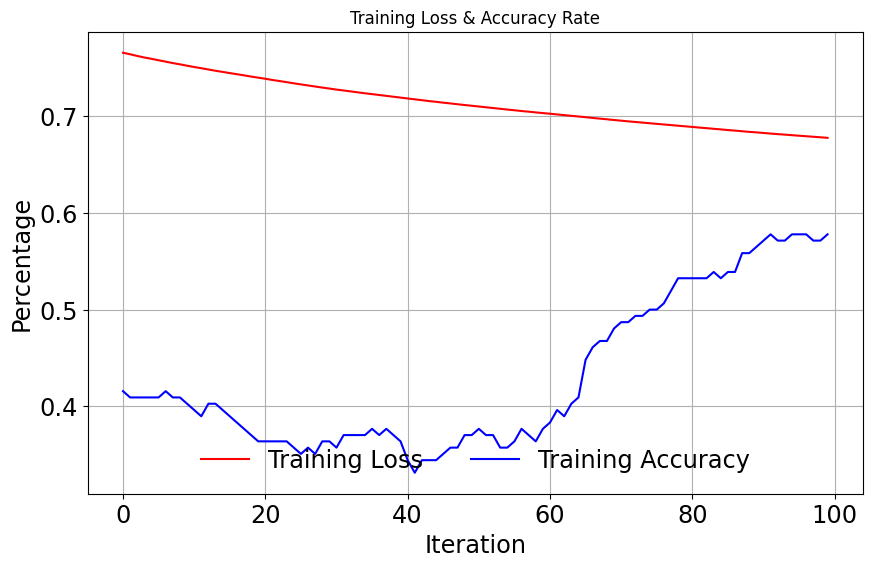 Training Loss & Accuracy Rate
Percentage
0.7
0.6
0.5
0.4
Training Loss
Training Accuracy
0 20 40 60 80 100
Iteration